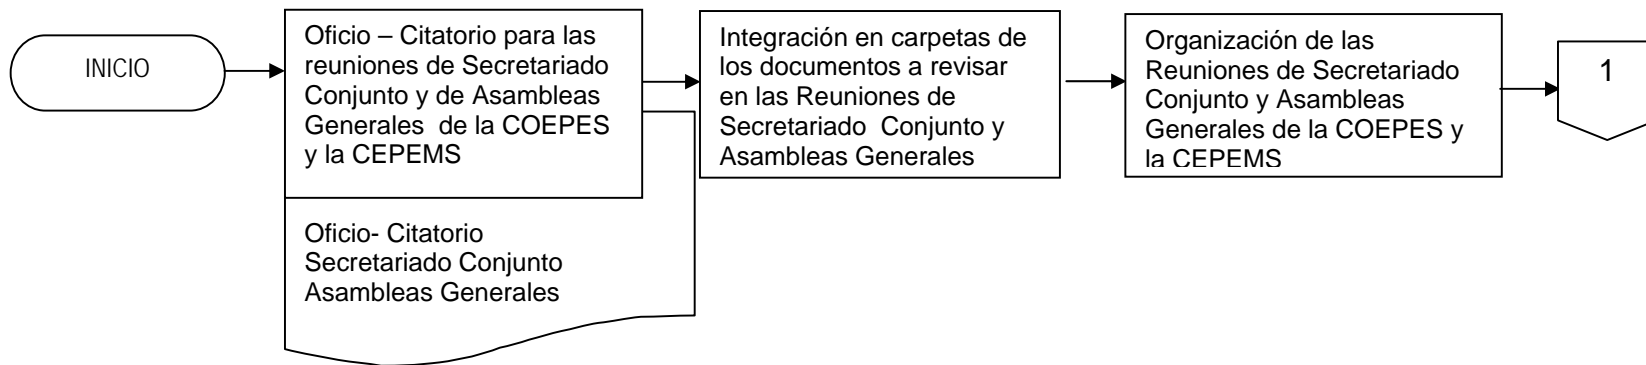 INICIO
Oficio – Citatorio para las
reuniones de Secretariado
Conjunto y de Asambleas
Generales de la COEPES
y la CEPEMS
Oficio- Citatorio
Secretariado Conjunto
Asambleas Generales
Integración en carpetas de
los documentos a revisar
en las Reuniones de
Secretariado Conjunto y
Asambleas Generales
Organización de las
Reuniones de Secretariado
Conjunto y Asambleas
Generales de la COEPES y
la CEPEMS
1